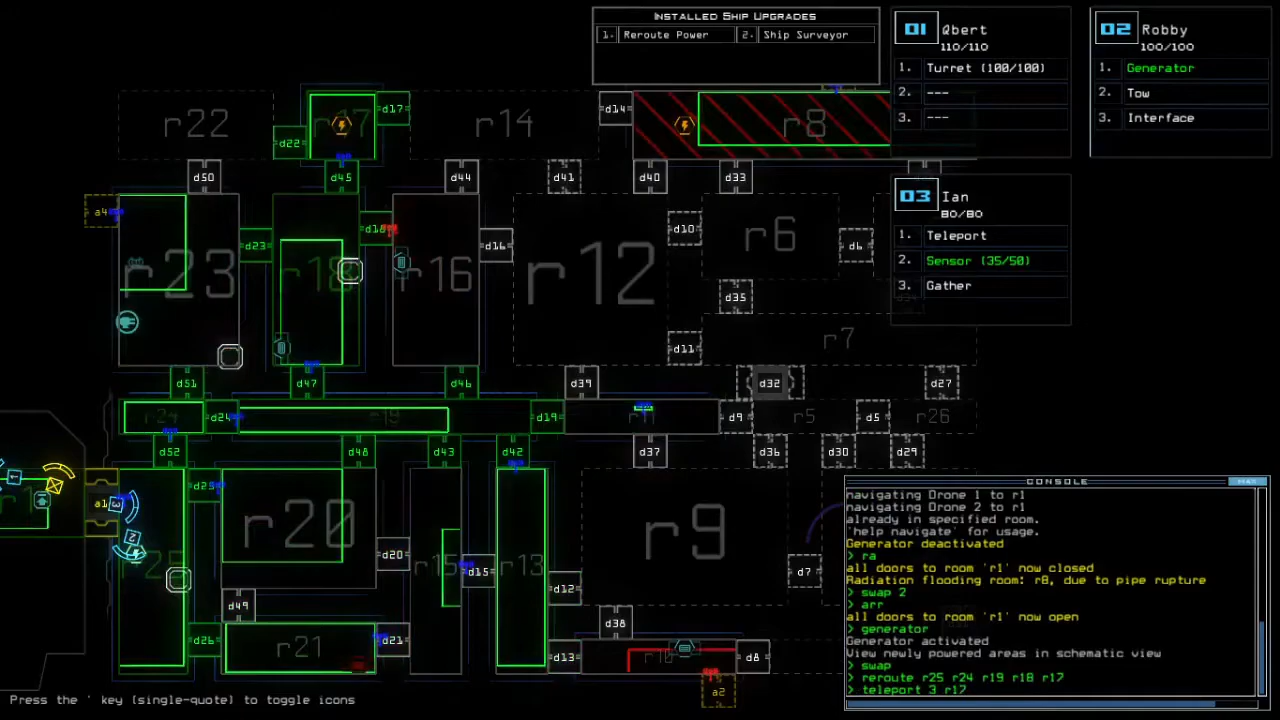 Installed Ship Upgrades
1. Reroute Power 2. Ship Surveyor
01 Qbert
110/110
1. Turret (100/100)
2. ---
3. ---
02 Robby
100/100
1. Generator
2. Tow
3. Interface
03 Ian
80/80
1. Teleport
2. Sensor (35/50)
3. Gather
r22 d22 r17 d17 r14 d14 r8
d50 d45 d44 d41 d40 d33
a4 r23 d23 r18 d18 r16 d16 r12 d10 r6 d6
d35
d11 r7
d51 d47 d46 d39 d32 d27
r24 d24 r19 d19 r11 d9 r5 d5 r26
d52 d48 d43 d42 d37 d36 d30 d29
a1 3 2 r20 r9
d20 r15 d15 r13 d12 d7
d49 d38
d26 r21 d21 d13 d8
a2
CONSOLE
navigating Drone 1 to r1
navigating Drone 2 to r1
already in specified room.
'help navigate' for usage.
Generator deactivated
> ra
all doors to room 'r1' now closed
Radiation flooding room: r8, due to pipe rupture
> swap 2
> arr
all doors to room 'r1' now open
> generator
Generator activated
View newly powered areas in schematic view
> swap
> reroute r25 r24 r19 r18 r17
> teleport 3 r17
Press the ' key (single-quote) to toggle icons